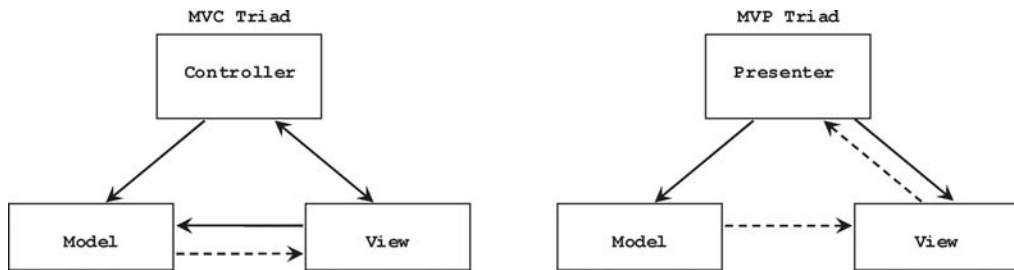 MVC Triad
Controller
Model
View
MVP Triad
Presenter
Model
View